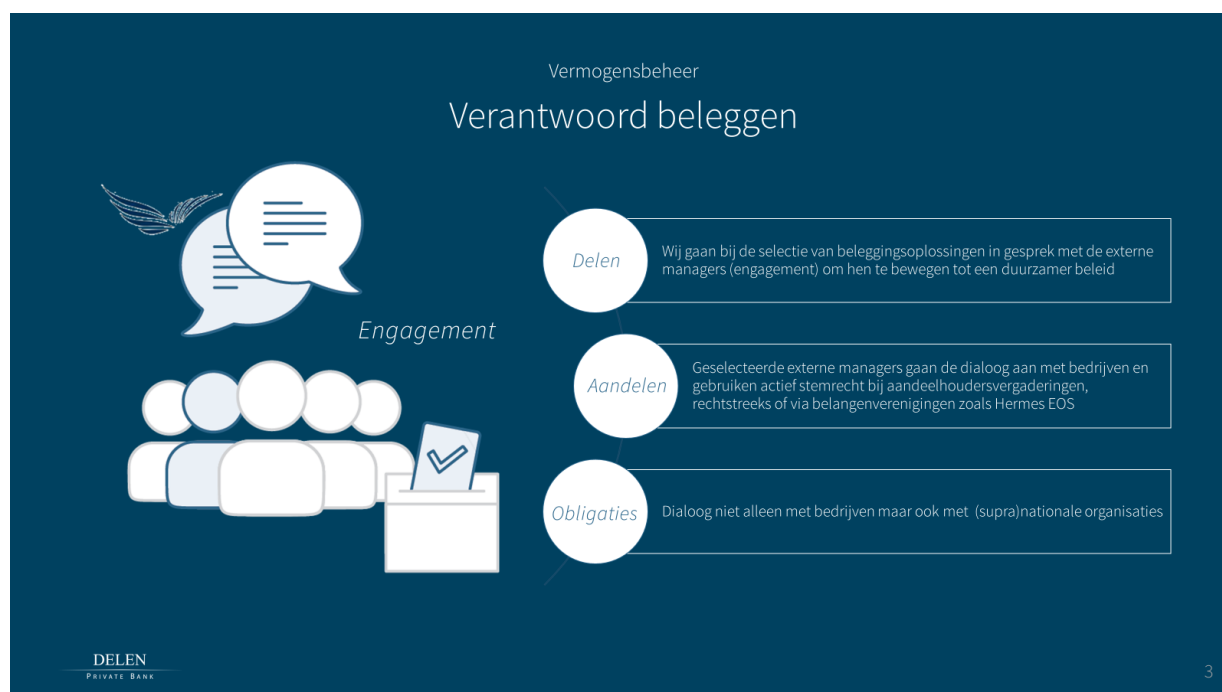 Vermogensbeheer
Verantwoord beleggen
Engagement
Delen
Wij gaan bij de selectie van beleggingsoplossingen in gesprek met de externe
managers (engagement) om hen te bewegen tot een duurzamer beleid
Aandelen
Geselecteerde externe managers gaan de dialoog aan met bedrijven en
gebruiken actief stemrecht bij aandeelhoudersvergaderingen,
rechtstreeks of via belangenverenigingen zoals Hermes EOS
Obligaties
Dialoog niet alleen met bedrijven maar ook met (supra)nationale organisaties
DELEN
PRIVATE BANK
3